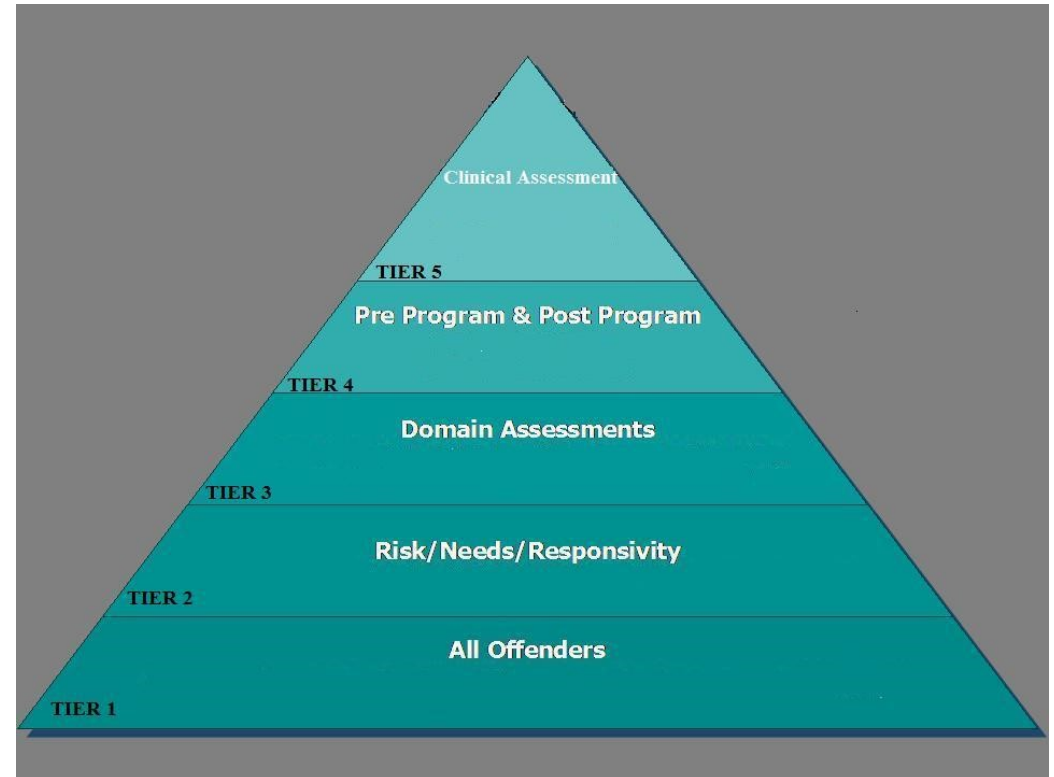 Clinical Assessment
TIER 5
Pre Program & Post Program
TIER 4
Domain Assessments
TIER 3
Risk/Needs/Responsivity
TIER 2
All Offenders
TIER 1